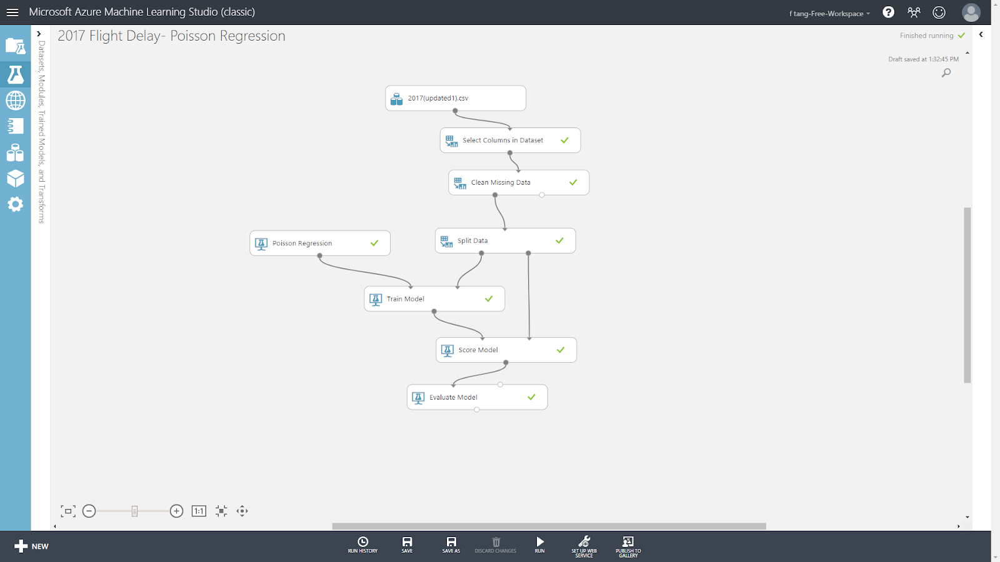 Microsoft Azure Machine Learning Studio (classic)
f tang-Free-Workspace
?
Datasets, Modules, Trained Models, and Transforms
2017 Flight Delay- Poisson Regression
Finished running
Draft saved at 1:32:45 PM
2017(updated1).csv
Select Columns in Dataset
Clean Missing Data
Poisson Regression
Split Data
Train Model
Score Model
Evaluate Model
1:1
NEW
RUN HISTORY
SAVE
SAVE AS
DISCARD CHANGES
RUN
SET UP WEB
SERVICE
PUBLISH TO
GALLERY